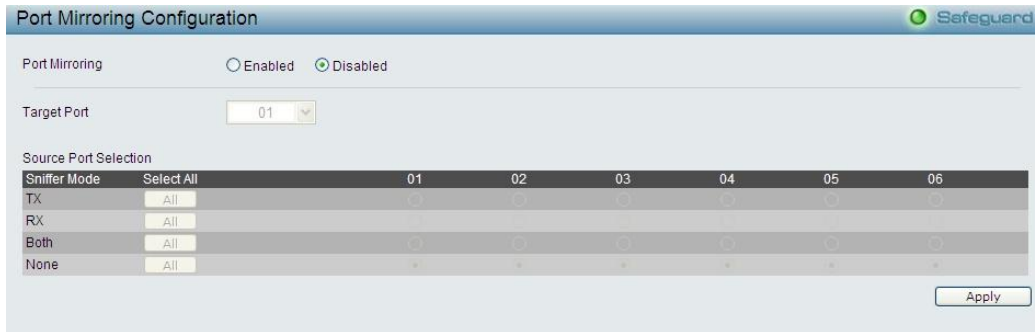 Port Mirroring Configuration Safeguard
Port Mirroring Enabled Disabled
Target Port 01
Source Port Selection
Sniffer Mode Select All 01 02 03 04 05 06
TX All
RX All
Both All
None All
Apply